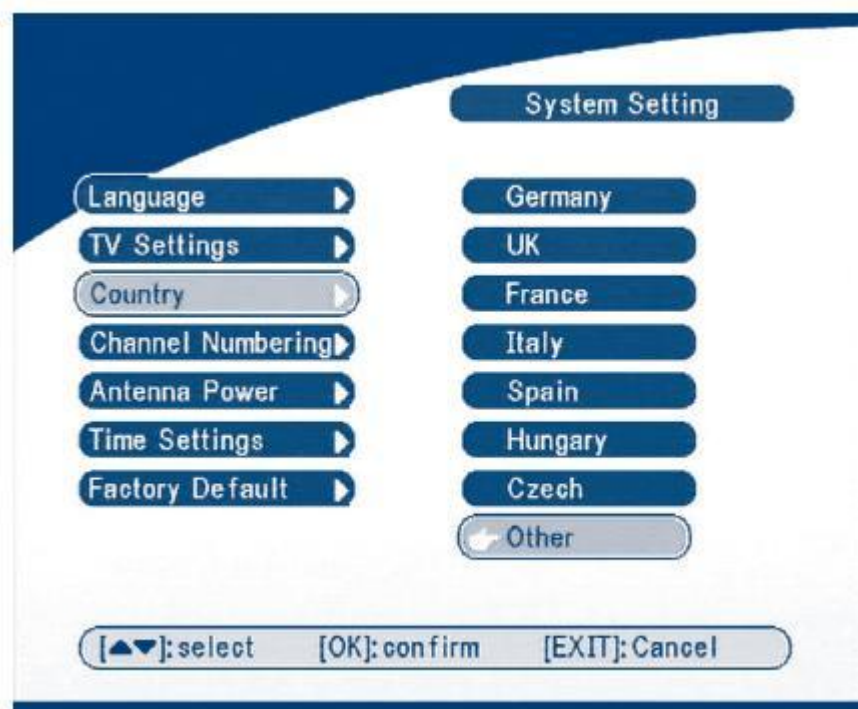 System Setting
Language
TV Settings
Country
Channel Numbering
Antenna Power
Time Settings
Factory Default
Germany
UK
France
Italy
Spain
Hungary
Czech
Other
[▲▼]:select [OK]:confirm [EXIT]:Cancel